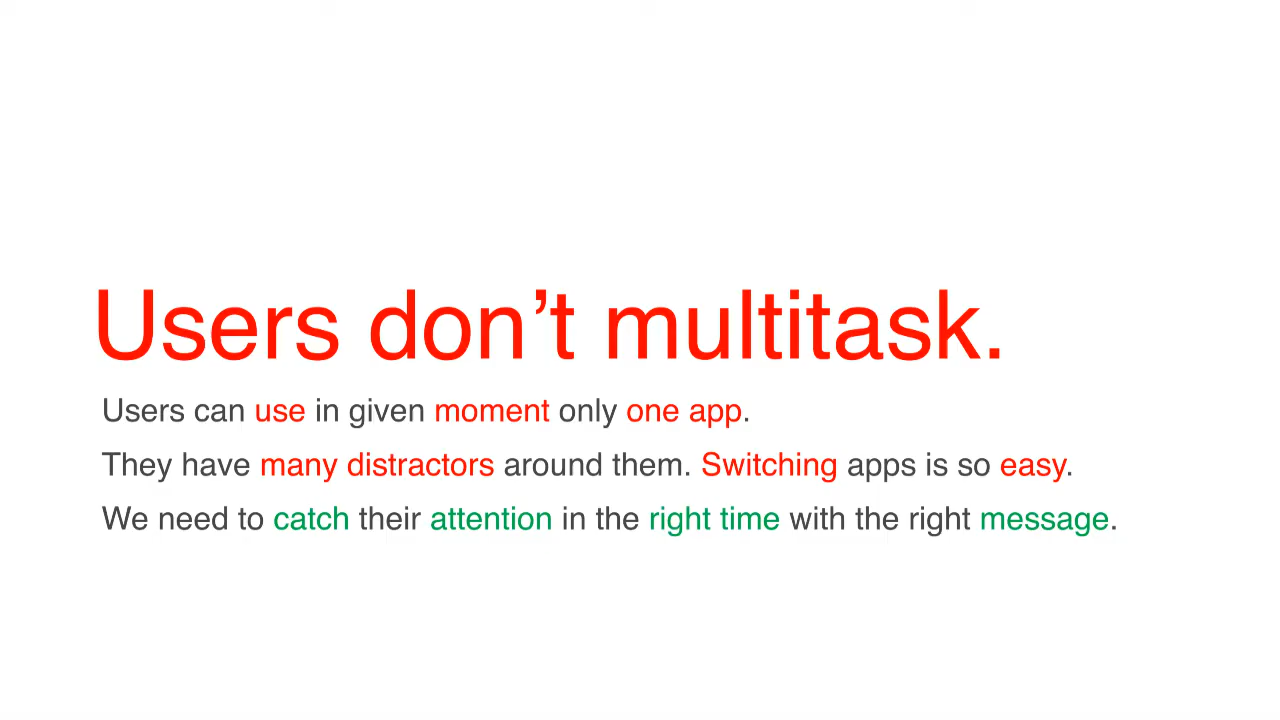 Users don’t multitask.
Users can use in given moment only one app.
They have many distractors around them. Switching apps is so easy.
We need to catch their attention in the right time with the right message.